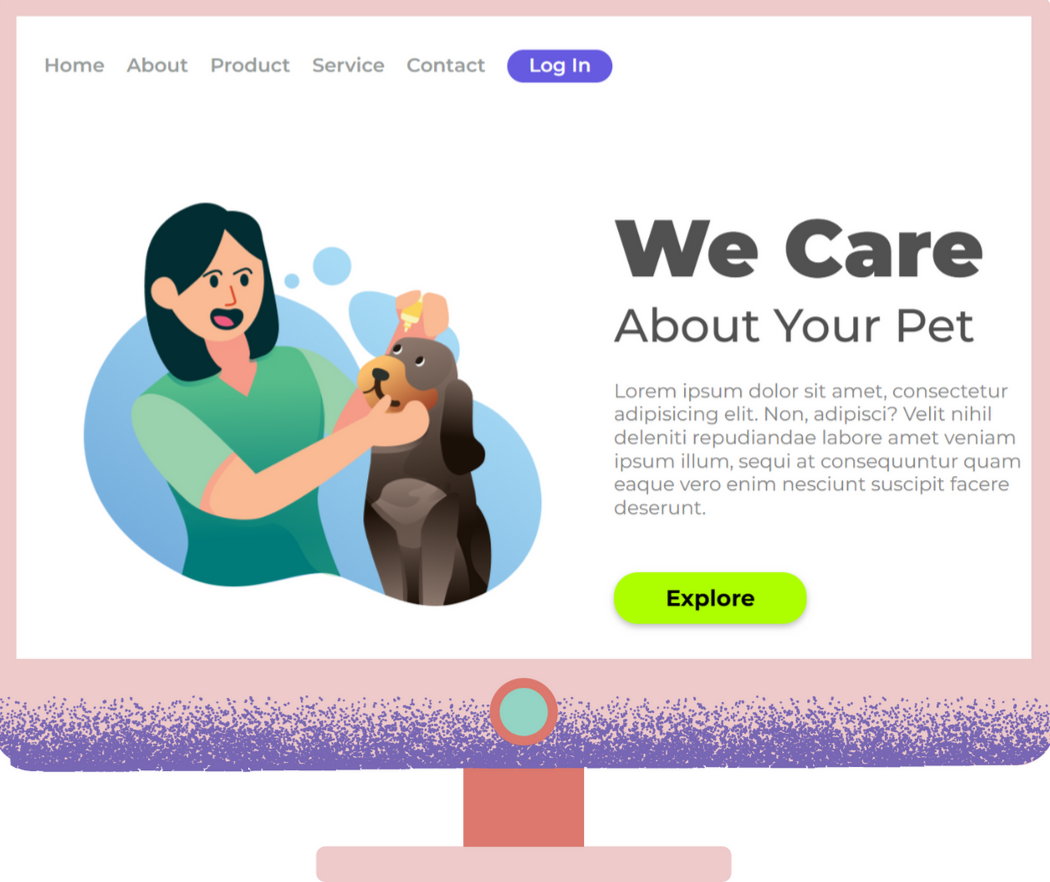 Home About Product Service Contact Log In
We Care
About Your Pet
Lorem ipsum dolor sit amet, consectetur
adipisicing elit. Non, adipisci? Velit nihil
deleniti repudiandae labore amet veniam
ipsum illum, sequi at consequuntur quam
eaque vero enim nesciunt suscipit facere
deserunt.
Explore